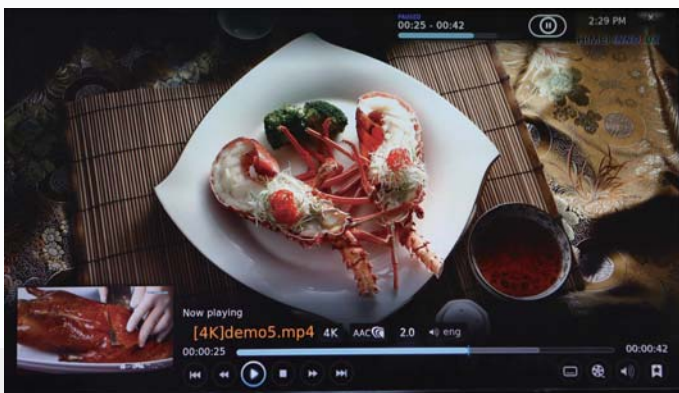 PAUSED
00:25 - 00:42
2:29 PM
Now playing
[4K]demo5.mp4 4K AAC 2.0 eng
00:00:25
00:00:42